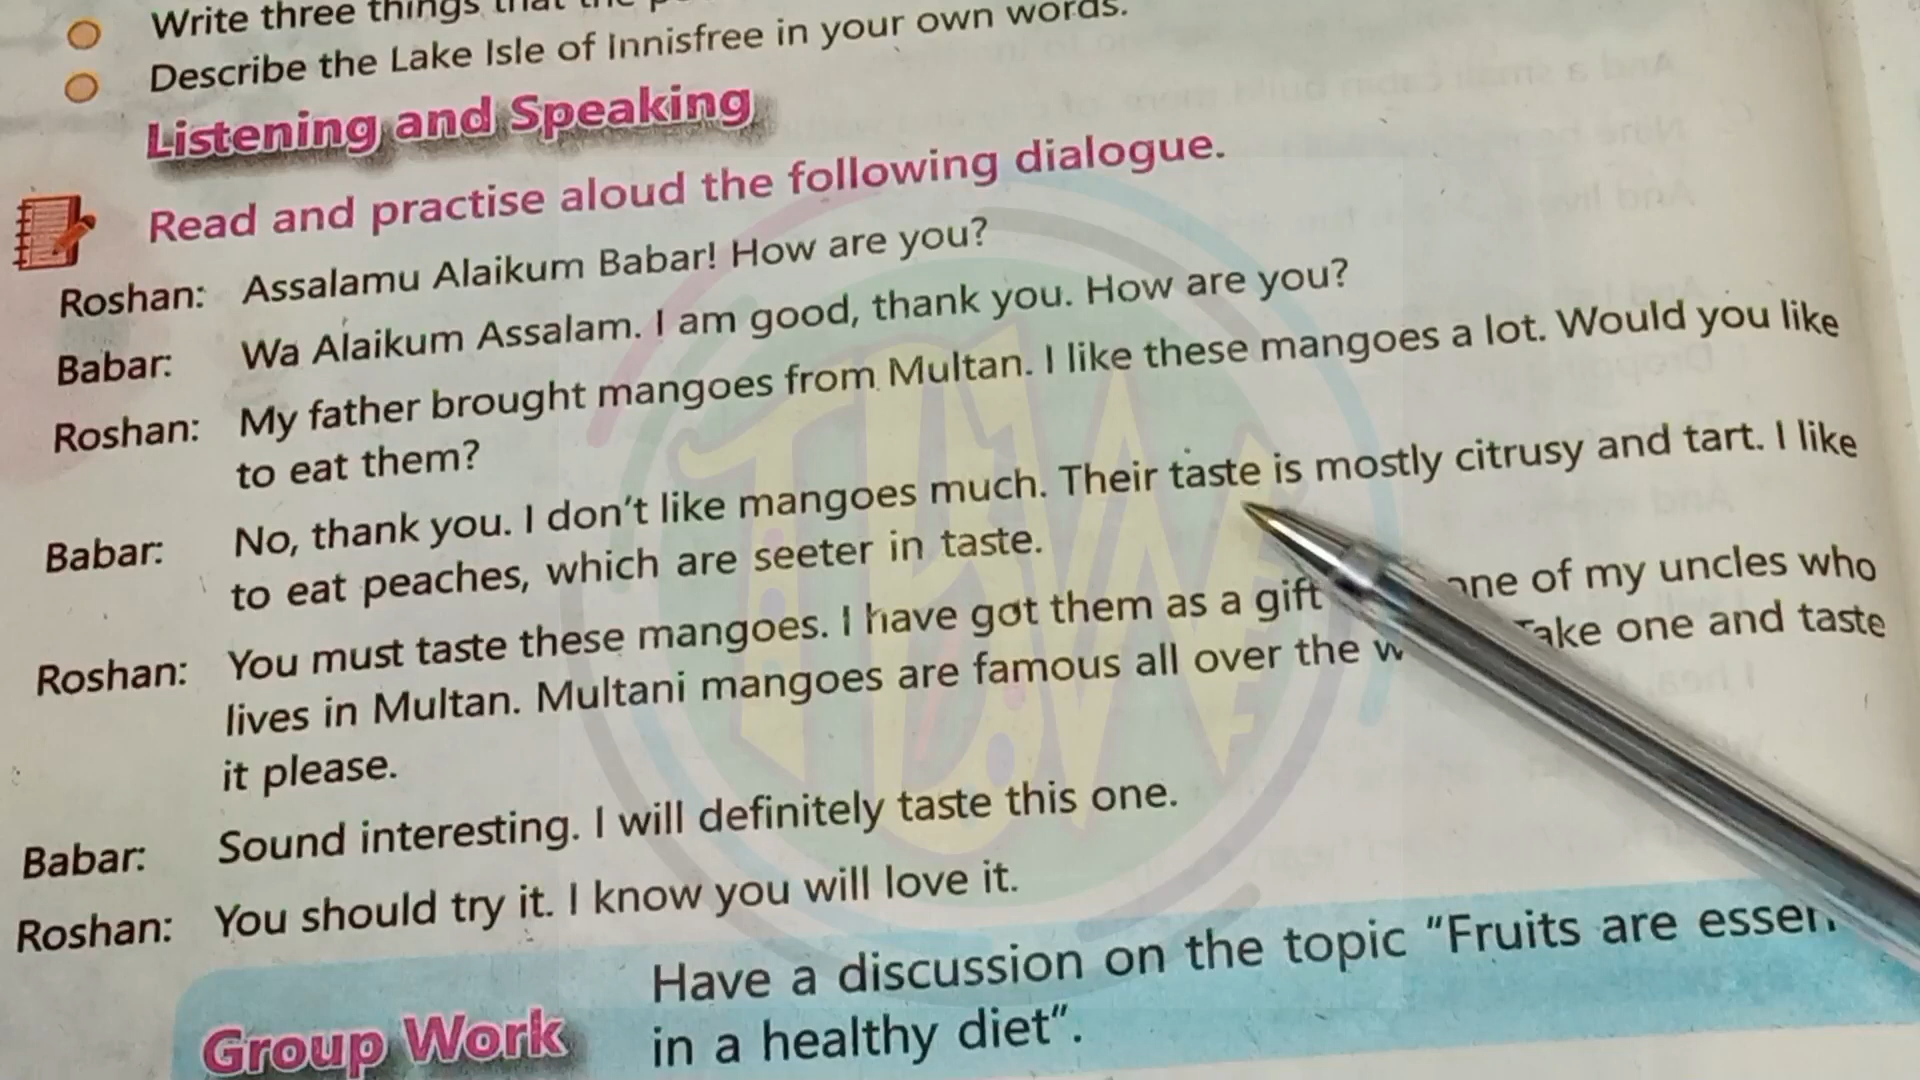 Write three things that the
Describe the Lake Isle of Innisfree in your own words.
Listening and Speaking
Read and practise aloud the following dialogue.
Roshan: Assalamu Alaikum Babar! How are you?
Babar: Wa Alaikum Assalam. I am good, thank you. How are you?
Roshan: My father brought mangoes from Multan. I like these mangoes a lot. Would you like
to eat them?
Babar: No, thank you. I don't like mangoes much. Their taste is mostly citrusy and tart. I like
to eat peaches, which are seeter in taste.
Roshan: You must taste these mangoes. I have got them as a gift one of my uncles who
lives in Multan. Multani mangoes are famous all over the Take one and taste
it please.
Babar: Sound interesting. I will definitely taste this one.
Roshan: You should try it. I know you will love it.
Group Work
Have a discussion on the topic "Fruits are
in a healthy diet".